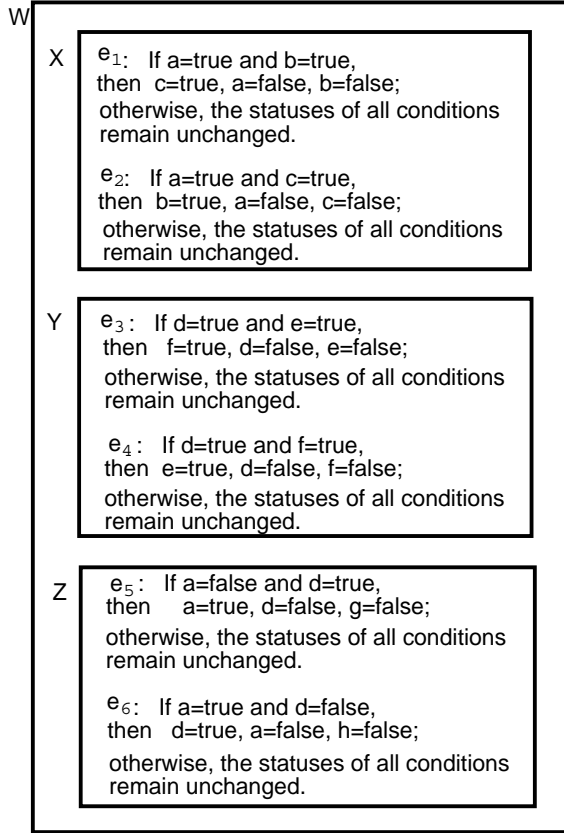 W
X
e₁: If a=true and b=true,
then c=true, a=false, b=false;
otherwise, the statuses of all conditions
remain unchanged.
e₂: If a=true and c=true,
then b=true, a=false, c=false;
otherwise, the statuses of all conditions
remain unchanged.
Y
e₃: If d=true and e=true,
then f=true, d=false, e=false;
otherwise, the statuses of all conditions
remain unchanged.
e₄: If d=true and f=true,
then e=true, d=false, f=false;
otherwise, the statuses of all conditions
remain unchanged.
Z
e₅: If a=false and d=true,
then a=true, d=false, g=false;
otherwise, the statuses of all conditions
remain unchanged.
e₆: If a=true and d=false,
then d=true, a=false, h=false;
otherwise, the statuses of all conditions
remain unchanged.